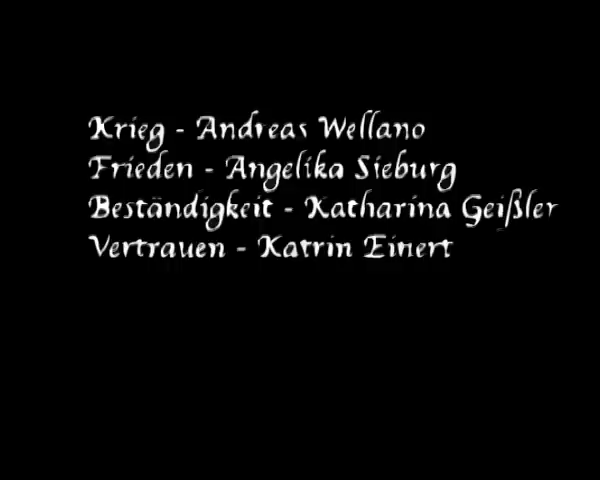 Krieg - Andreas Wellano
Frieden - Angelika Sieburg
Beständigkeit - Katharina Geißler
Vertrauen - Katrin Einert